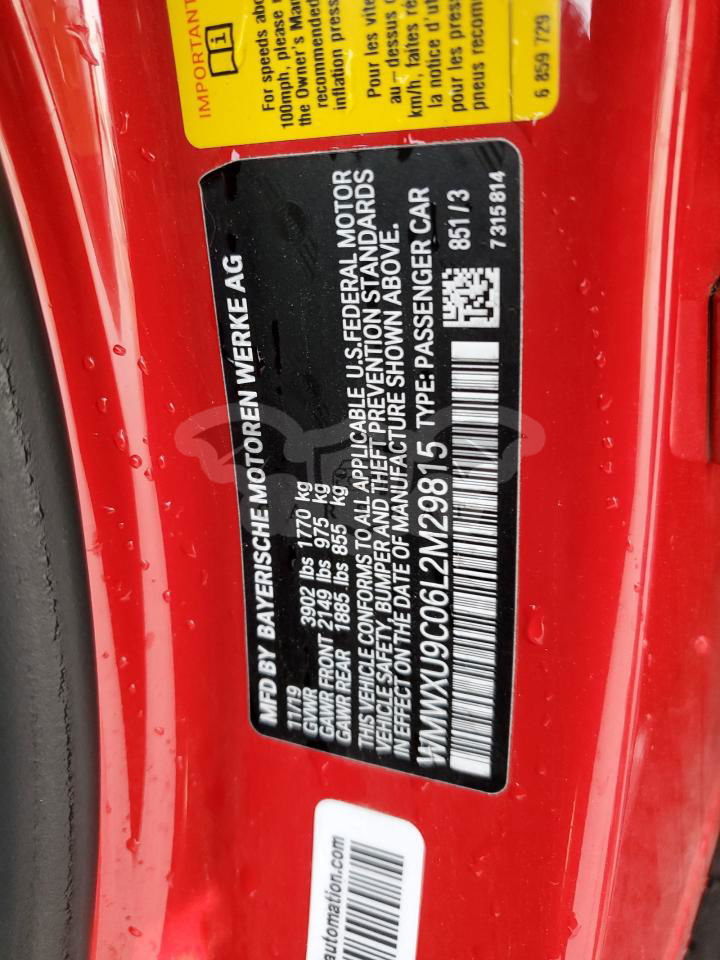 IMPORTANT
For speeds abo
100mph, please r
the Owner's Man
recommended
inflation press
Pour les vite
au - dessus d
km/h, faites ré
la notice d'ut
pour les pres
pneus recom
6 859 729
MFD BY BAYERISCHE MOTOREN WERKE AG
11/19
GVWR 3902 lbs 1770 kg
GAWR FRONT 2149 lbs 975 kg
GAWR REAR 1885 lbs 855 kg
THIS VEHICLE CONFORMS TO ALL APPLICABLE U.S.FEDERAL MOTOR
VEHICLE SAFETY, BUMPER AND THEFT PREVENTION STANDARDS
IN EFFECT ON THE DATE OF MANUFACTURE SHOWN ABOVE.
WMWXU9C06L2M29815 TYPE: PASSENGER CAR
851 / 3
7 315 814
automation.com